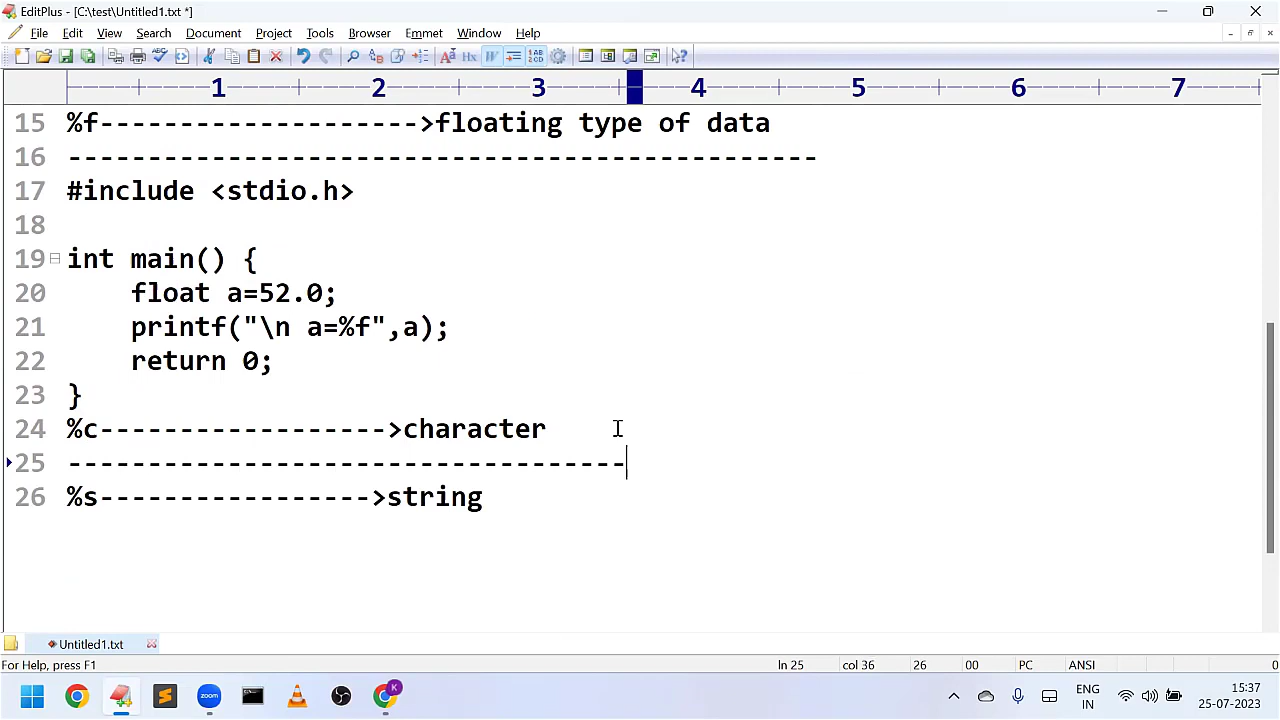 EditPlus - [C:\test\Untitled1.txt *]
File Edit View Search Document Project Tools Browser Emmet Window Help
1 2 3 4 5 6 7
15 %f-------------------->floating type of data
16 -----------------------------------------------
17 #include <stdio.h>
18
19 int main() {
20 float a=52.0;
21 printf("\n a=%f",a);
22 return 0;
23 }
24 %c------------------>character
25 -----------------------------------
26 %s----------------->string
Untitled1.txt
For Help, press F1 ln 25 col 36 26 00 PC ANSI 0
zoom K ENG IN 15:37 25-07-2023